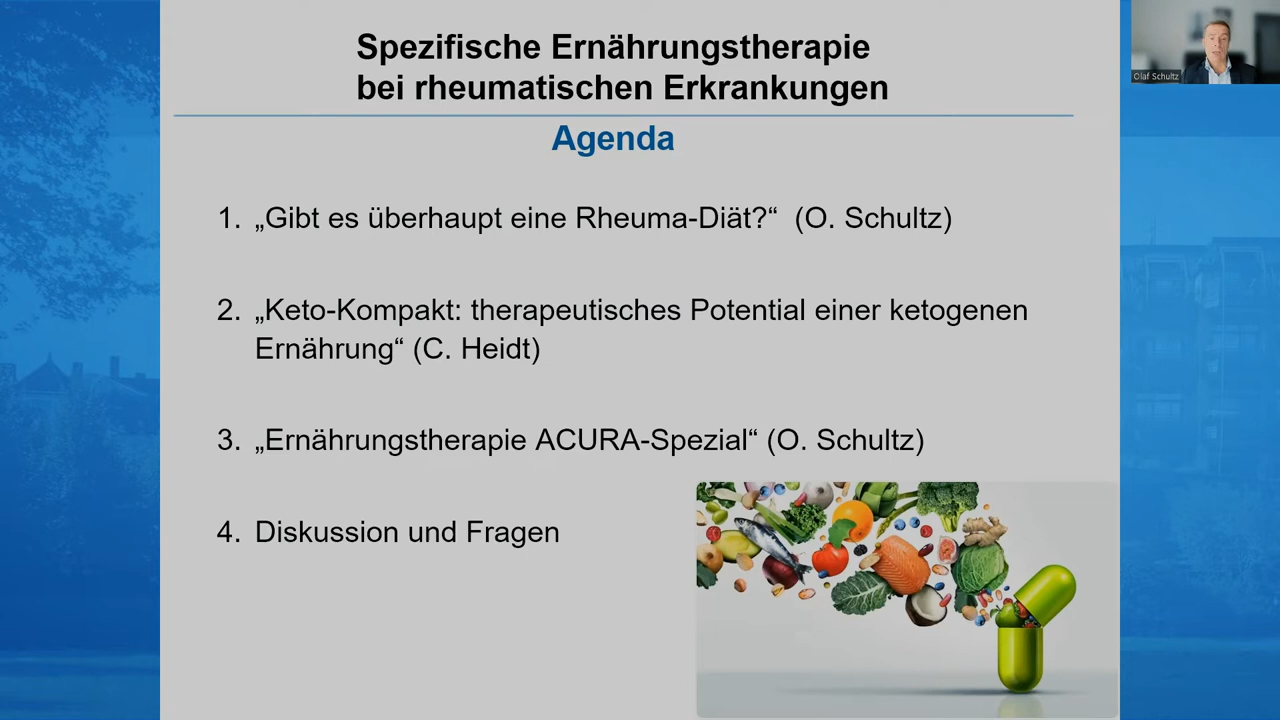 Spezifische Ernährungstherapie
bei rheumatischen Erkrankungen
Agenda
1. „Gibt es überhaupt eine Rheuma-Diät?“ (O. Schultz)
2. „Keto-Kompakt: therapeutisches Potential einer ketogenen
Ernährung“ (C. Heidt)
3. „Ernährungstherapie ACURA-Spezial“ (O. Schultz)
4. Diskussion und Fragen
Olaf Schultz